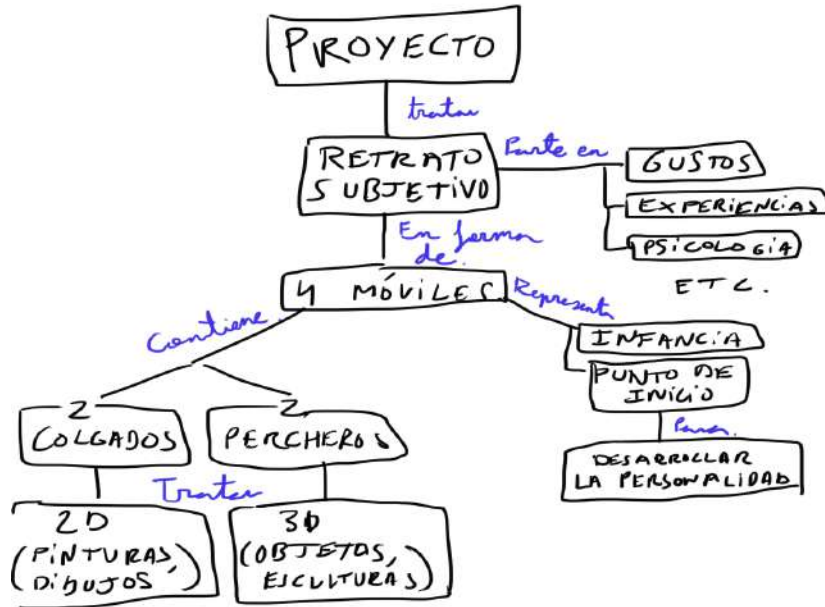 PROYECTO
tratar
RETRATO
SUBJETIVO
Parte en
GUSTOS
EXPERIENCIAS
PSICOLOGÍA
ETC.
En forma
de.
4 MÓVILES
Representa
INFANCIA
PUNTO DE
INICIO
Para.
DESARROLLAR
LA PERSONALIDAD
Contiene.
2
COLGADOS
2
PERCHEROS
Tratar
2D
(PINTURAS,
DIBUJOS)
3D
(OBJETOS,
ESCULTURAS)